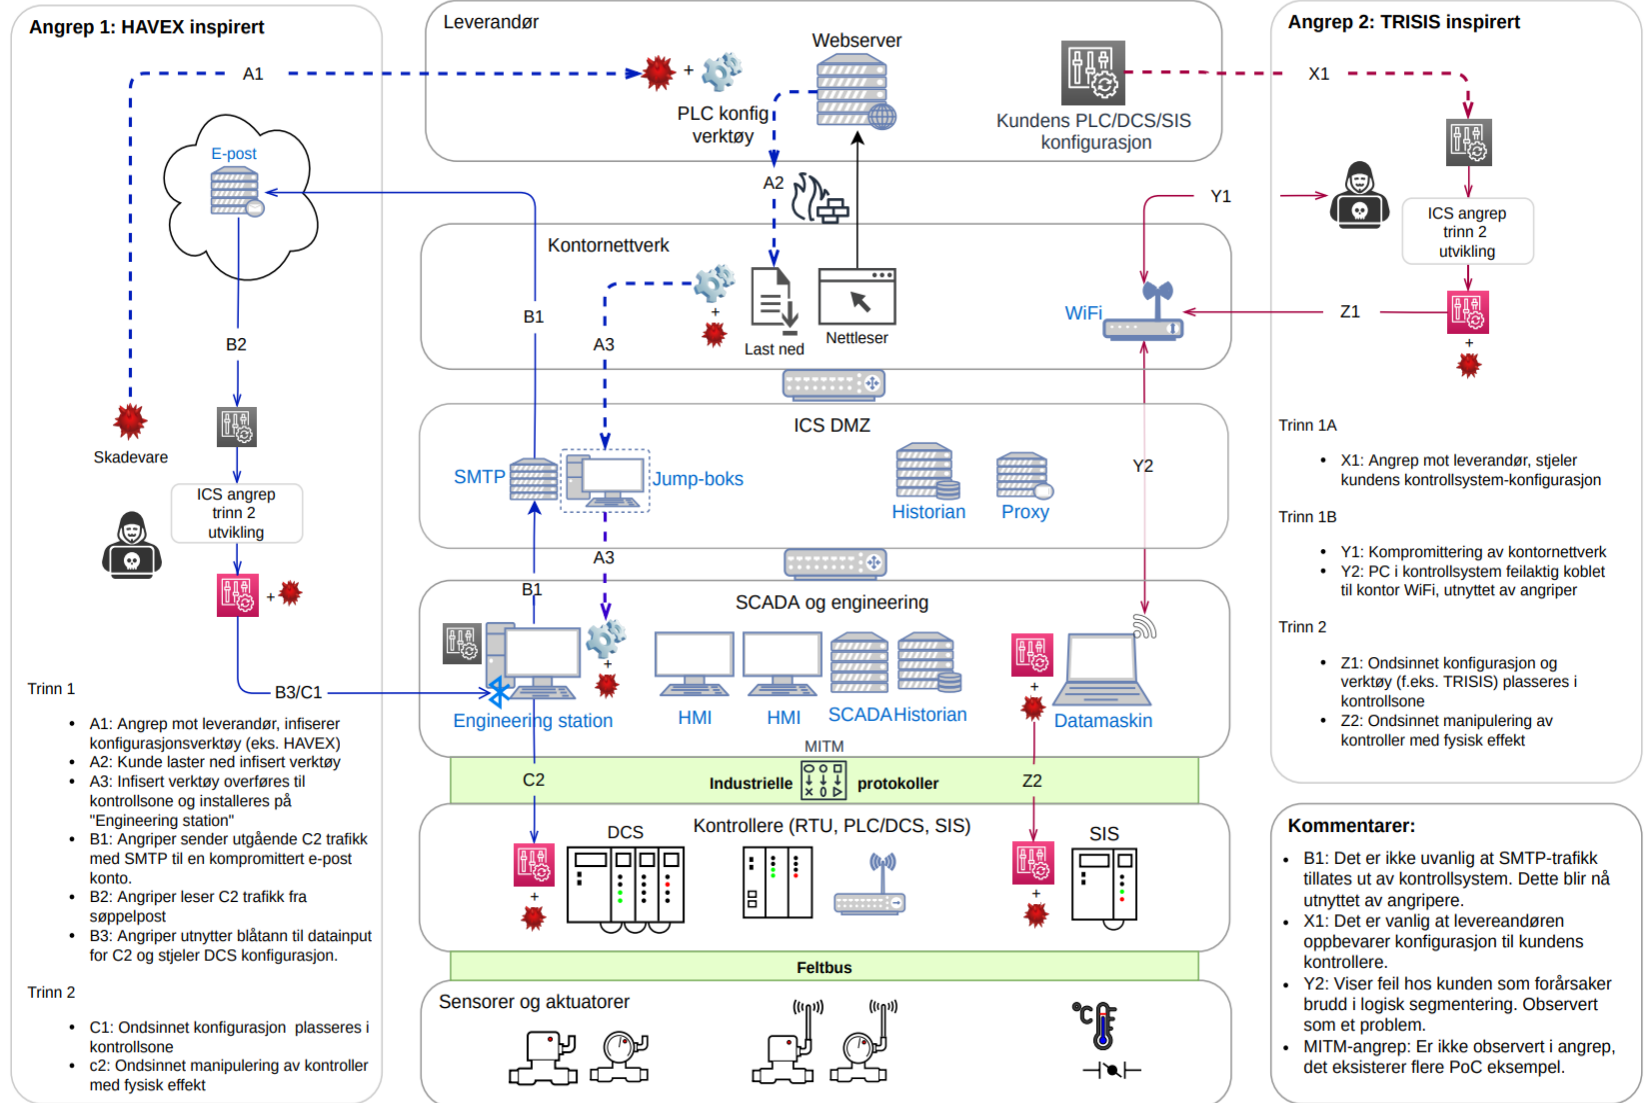 Angrep 1: HAVEX inspirert
A1
E-post
B2
Skadevare
ICS angrep
trinn 2
utvikling
+
B3/C1
Trinn 1
• A1: Angrep mot leverandør, infiserer
konfigurasjonsverktøy (eks. HAVEX)
• A2: Kunde laster ned infisert verktøy
• A3: Infisert verktøy overføres til
kontrollsone og installeres på
"Engineering station"
• B1: Angriper sender utgående C2 trafikk
med SMTP til en kompromittert e-post
konto.
• B2: Angriper leser C2 trafikk fra
søppelpost
• B3: Angriper utnytter blåtann til datainput
for C2 og stjeler DCS konfigurasjon.
Trinn 2
• C1: Ondsinnet konfigurasjon plasseres i
kontrollsone
• c2: Ondsinnet manipulering av kontroller
med fysisk effekt
Leverandør
Webserver
+
PLC konfig
verktøy
Kundens PLC/DCS/SIS
konfigurasjon
A2
Y1
Kontornettverk
+
B1
A3
Last ned
Nettleser
WiFi
ICS DMZ
SMTP
Jump-boks
Historian
Proxy
Y2
A3
B1
SCADA og engineering
+
+
Engineering station
HMI
HMI
SCADA
Historian
Datamaskin
MITM
C2
Industrielle
protokoller
Z2
Kontrollere (RTU, PLC/DCS, SIS)
DCS
SIS
+
+
Feltbus
Sensorer og aktuatorer
°C
Angrep 2: TRISIS inspirert
X1
ICS angrep
trinn 2
utvikling
Z1
+
Trinn 1A
• X1: Angrep mot leverandør, stjeler
kundens kontrollsystem-konfigurasjon
Trinn 1B
• Y1: Kompromittering av kontornettverk
• Y2: PC i kontrollsystem feilaktig koblet
til kontor WiFi, utnyttet av angriper
Trinn 2
• Z1: Ondsinnet konfigurasjon og
verktøy (f.eks. TRISIS) plasseres i
kontrollsone
• Z2: Ondsinnet manipulering av
kontroller med fysisk effekt
Kommentarer:
• B1: Det er ikke uvanlig at SMTP-trafikk
tillates ut av kontrollsystem. Dette blir nå
utnyttet av angripere.
• X1: Det er vanlig at levereandøren
oppbevarer konfigurasjon til kundens
kontrollere.
• Y2: Viser feil hos kunden som forårsaker
brudd i logisk segmentering. Observert
som et problem.
• MITM-angrep: Er ikke observert i angrep,
det eksisterer flere PoC eksempel.